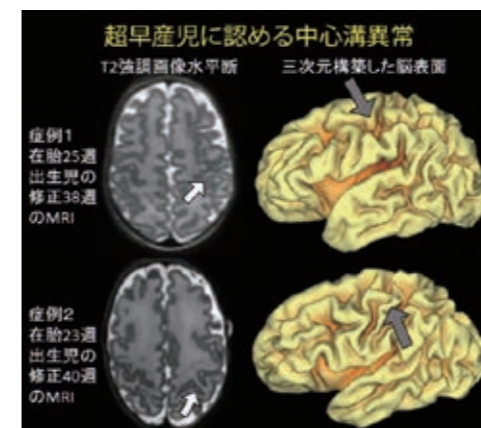 超早産児に認める中心溝異常
T2強調画像水平断
三次元構築した脳表面
症例1
在胎25週
出生児の
修正38週
のMRI
症例2
在胎23週
出生児の
修正40週
のMRI